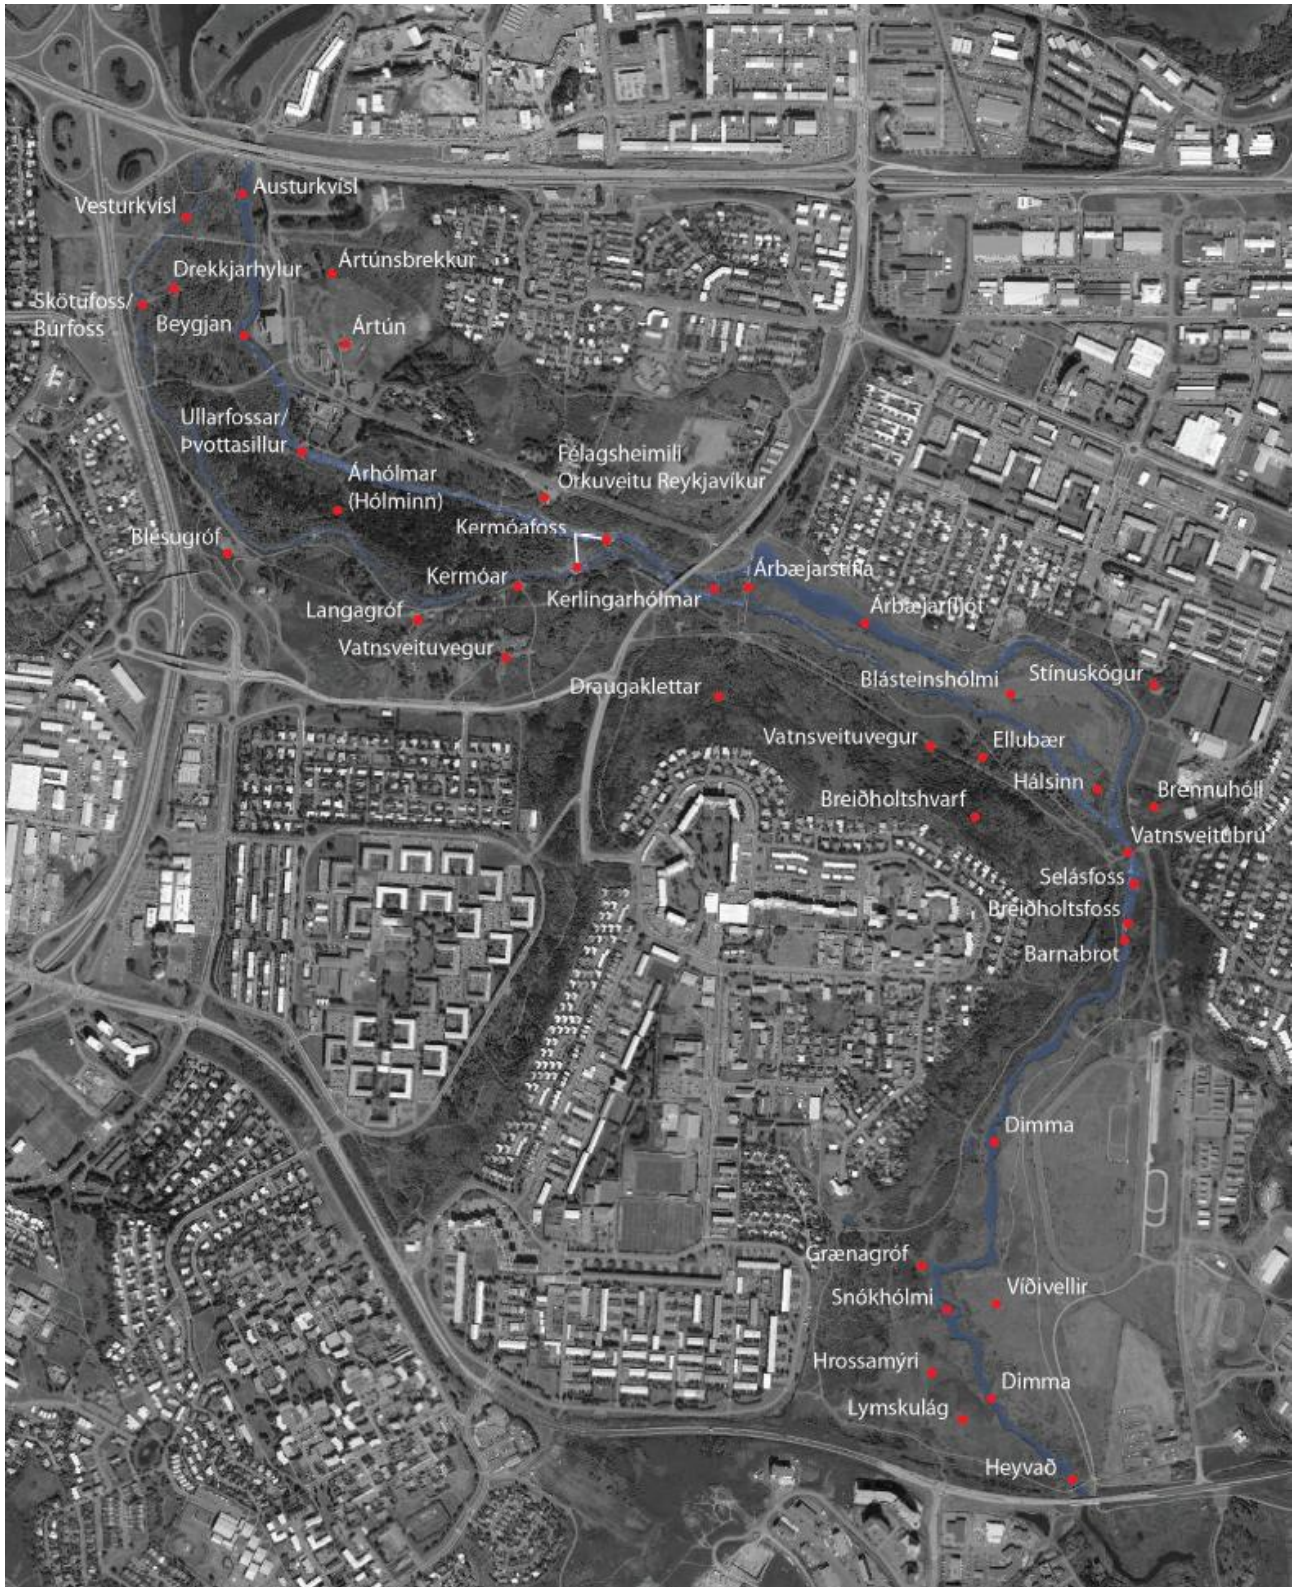 Austurkvísl
Vesturkvísl
Ártúnsbrekkur
Drekkjarhylur
Skötufoss/
Búrfoss
Beygjan
Ártún
Ullarfossar/
Þvottasillur
Árhólmar
(Hólminn)
Félagsheimili
Orkuveitu Reykjavíkur
Kermóafoss
Blesugróf
Kermóar
Kerlingarhólmar
Árbæjarstífla
Langagróf
Árbæjarfljót
Vatnsveituvegur
Draugaklettar
Blásteinshólmi
Stínuskógur
Vatnsveituvegur
Ellubær
Hálsinn
Breiðholtshvarf
Brennuhóll
Vatnsveitubrú
Selásfoss
Breiðholtsfoss
Barnabrot
Dimma
Grænagróf
Víðivellir
Snókhólmi
Hrossamýri
Dimma
Lymskulág
Heyvað